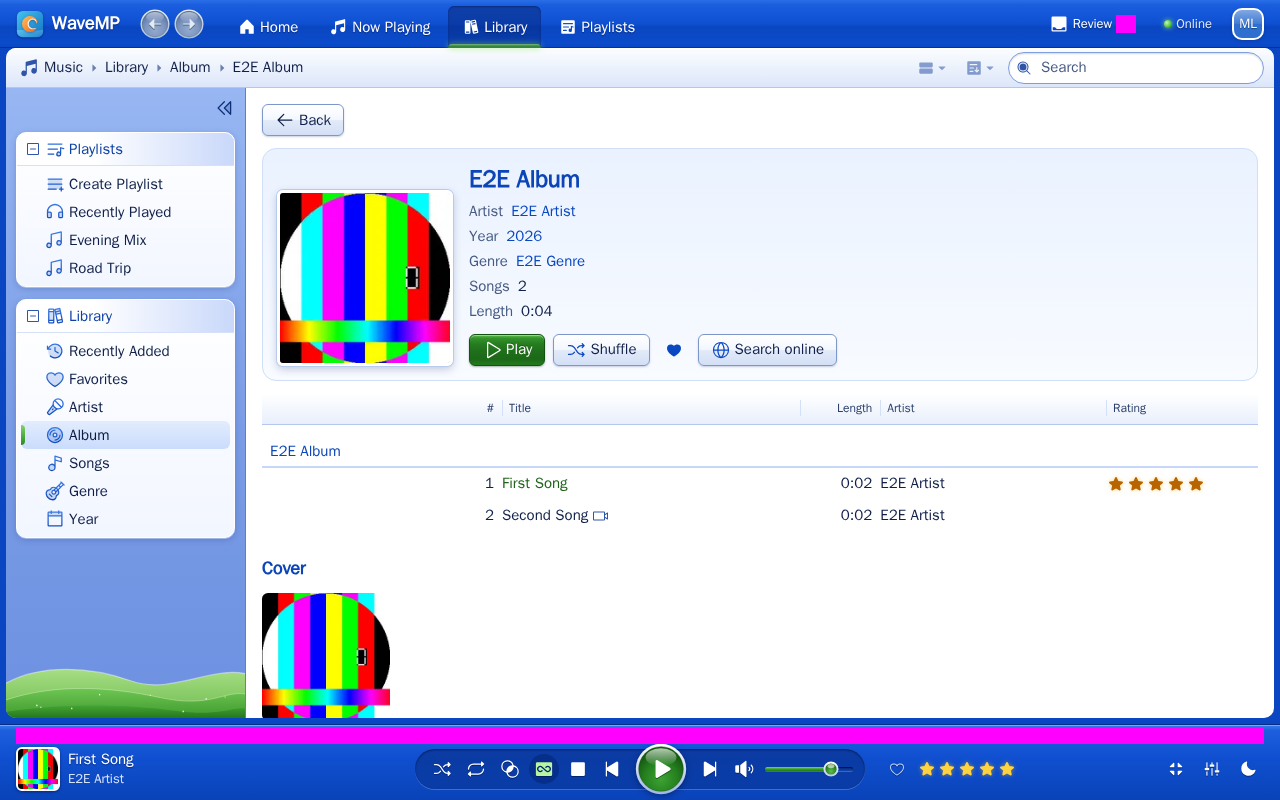 WaveMP
Home
Now Playing
Library
Playlists
Review
Online
ML
Music
Library
Album
E2E Album
Search
Playlists
Create Playlist
Recently Played
Evening Mix
Road Trip
Library
Recently Added
Favorites
Artist
Album
Songs
Genre
Year
Back
E2E Album
Artist E2E Artist
Year 2026
Genre E2E Genre
Songs 2
Length 0:04
Play
Shuffle
Search online
# Title Length Artist Rating
E2E Album
1 First Song 0:02 E2E Artist
2 Second Song 0:02 E2E Artist
Cover
First Song
E2E Artist